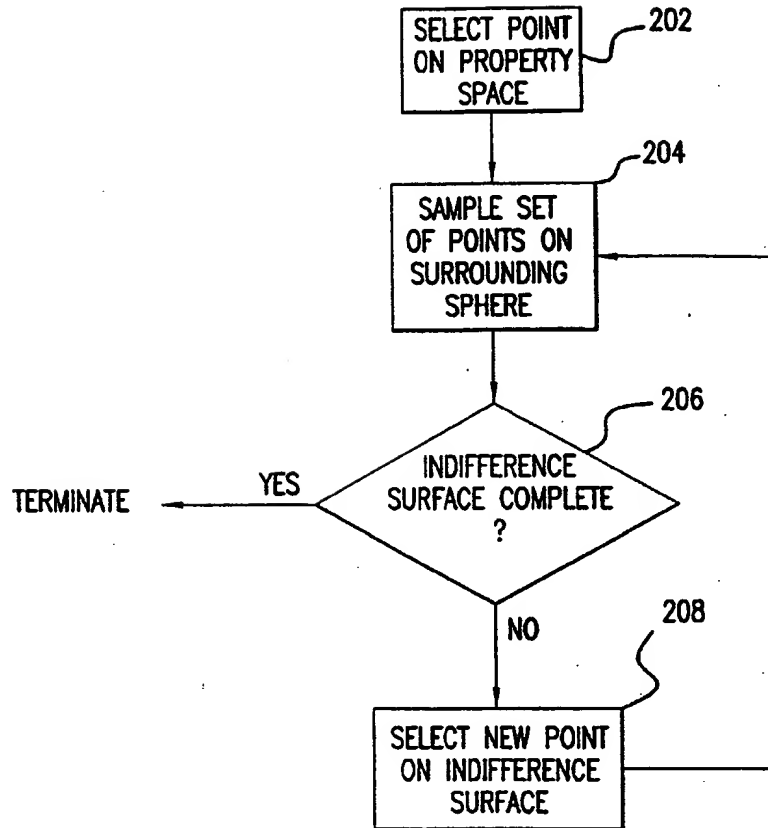 SELECT POINT
ON PROPERTY
SPACE
202
204
SAMPLE SET
OF POINTS ON
SURROUNDING
SPHERE
206
INDIFFERENCE
SURFACE COMPLETE
?
YES
TERMINATE
NO
208
SELECT NEW POINT
ON INDIFFERENCE
SURFACE